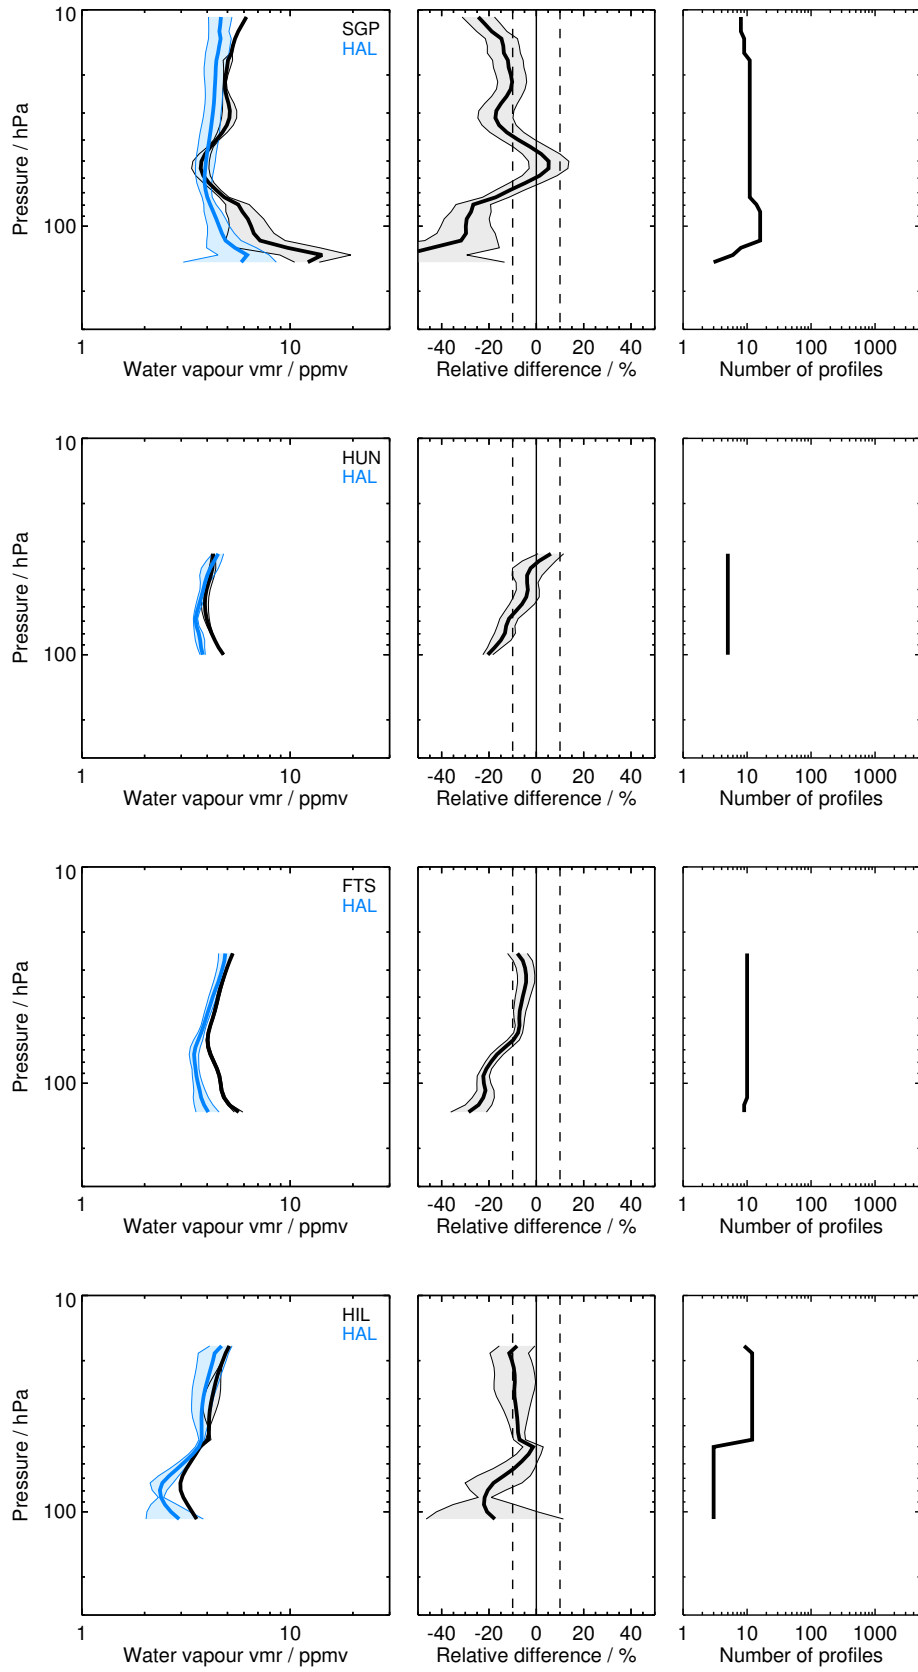 10
SGP
HAL
Pressure / hPa
100
1 10
-40 -20 0 20 40
1 10 100 1000
Water vapour vmr / ppmv
Relative difference / %
Number of profiles
10
HUN
HAL
Pressure / hPa
100
1 10
-40 -20 0 20 40
1 10 100 1000
Water vapour vmr / ppmv
Relative difference / %
Number of profiles
10
FTS
HAL
Pressure / hPa
100
1 10
-40 -20 0 20 40
1 10 100 1000
Water vapour vmr / ppmv
Relative difference / %
Number of profiles
10
HIL
HAL
Pressure / hPa
100
1 10
-40 -20 0 20 40
1 10 100 1000
Water vapour vmr / ppmv
Relative difference / %
Number of profiles